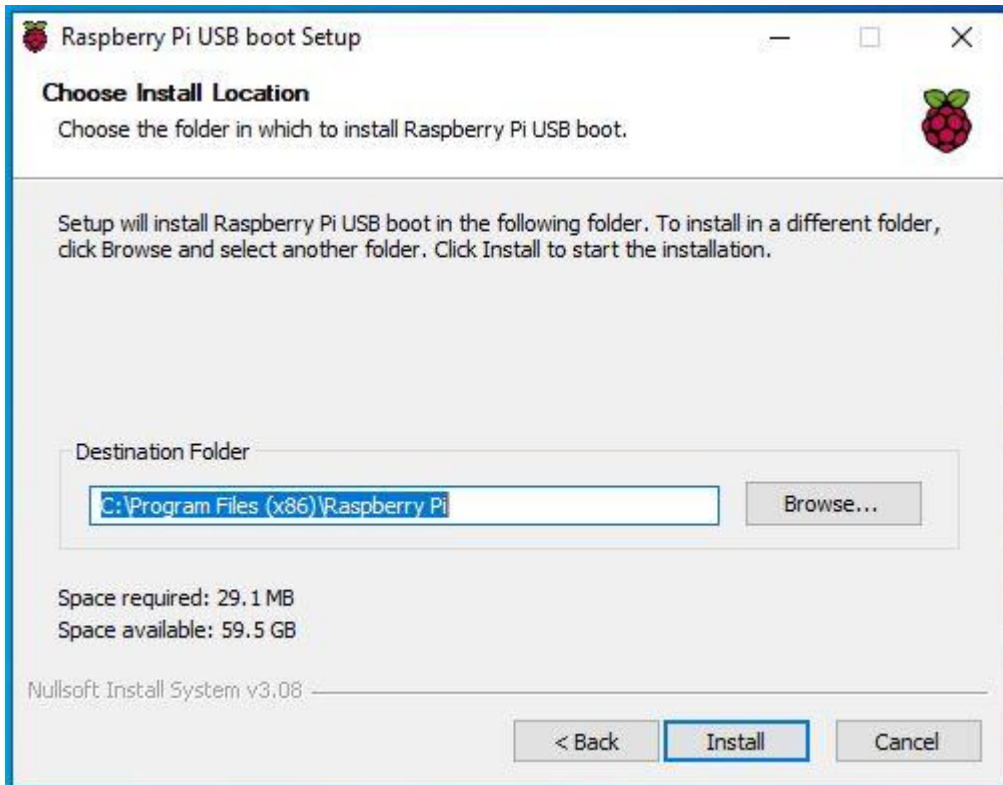 Raspberry Pi USB boot Setup
Choose Install Location
Choose the folder in which to install Raspberry Pi USB boot.
Setup will install Raspberry Pi USB boot in the following folder. To install in a different folder,
click Browse and select another folder. Click Install to start the installation.
Destination Folder
C:\Program Files (x86)\Raspberry Pi
Browse...
Space required: 29.1 MB
Space available: 59.5 GB
Nullsoft Install System v3.08
< Back Install Cancel